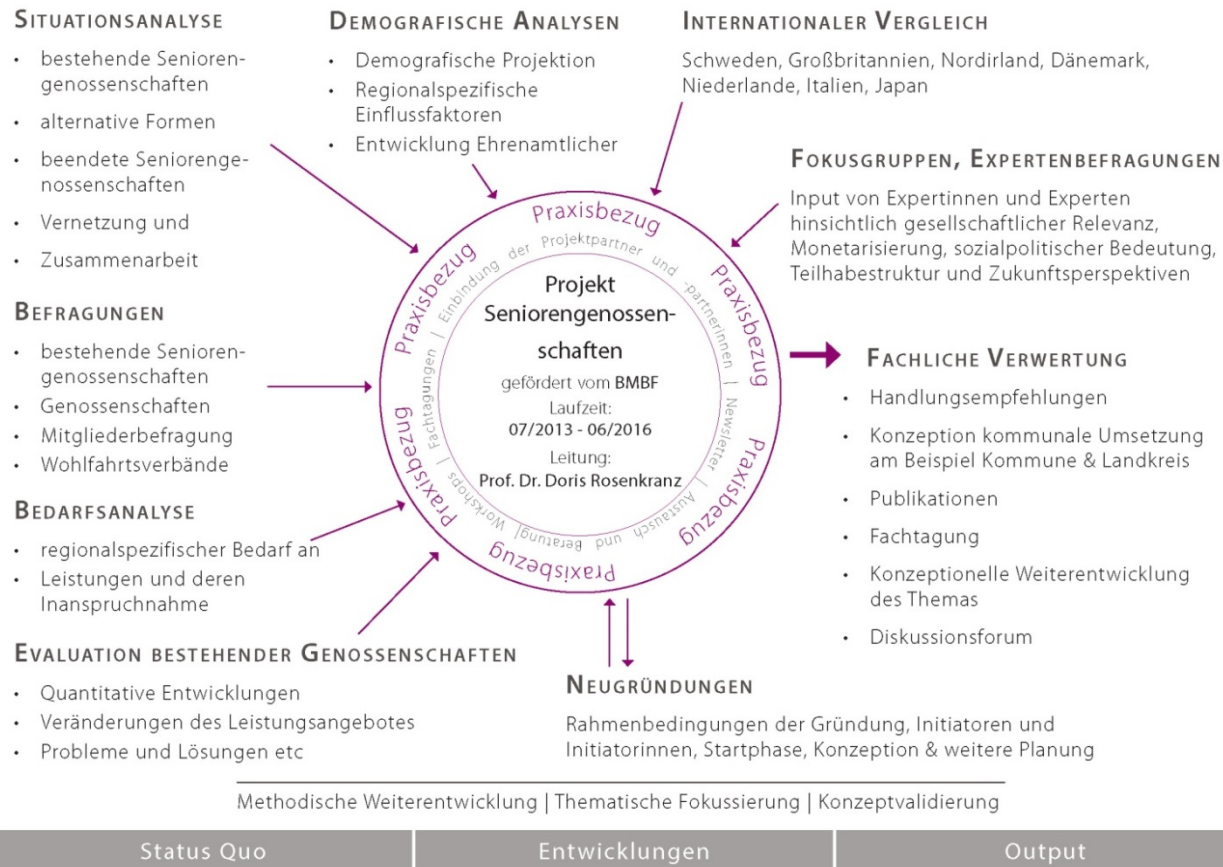 SITUATIONSANALYSE
• bestehende Senioren-
genossenschaften
• alternative Formen
• beendete Seniorenge-
nossenschaften
• Vernetzung und
• Zusammenarbeit
DEMOGRAFISCHE ANALYSEN
• Demografische Projektion
• Regionalspezifische
Einflussfaktoren
• Entwicklung Ehrenamtlicher
INTERNATIONALER VERGLEICH
Schweden, Großbritannien, Nordirland, Dänemark,
Niederlande, Italien, Japan
FOKUSGRUPPEN, EXPERTENBEFRAGUNGEN
Input von Expertinnen und Experten
hinsichtlich gesellschaftlicher Relevanz,
Monetarisierung, sozialpolitischer Bedeutung,
Teilhabestruktur und Zukunftsperspektiven
BEFRAGUNGEN
• bestehende Senioren-
genossenschaften
• Genossenschaften
• Mitgliederbefragung
• Wohlfahrtsverbände
BEDARFSANALYSE
• regionalspezifischer Bedarf an
• Leistungen und deren
Inanspruchnahme
EVALUATION BESTEHENDER GENOSSENSCHAFTEN
• Quantitative Entwicklungen
• Veränderungen des Leistungsangebotes
• Probleme und Lösungen etc
Praxisbezug
Praxisbezug
Praxisbezug
Praxisbezug
Praxisbezug
Praxisbezug
Workshops | Fachtagungen | Einbindung der Projektpartner und -partnerinnen | Newsletter | Austausch und Beratung|
Projekt
Seniorengenossen-
schaften
gefördert vom BMBF
Laufzeit:
07/2013 - 06/2016
Leitung:
Prof. Dr. Doris Rosenkranz
FACHLICHE VERWERTUNG
• Handlungsempfehlungen
• Konzeption kommunale Umsetzung
am Beispiel Kommune & Landkreis
• Publikationen
• Fachtagung
• Konzeptionelle Weiterentwicklung
des Themas
• Diskussionsforum
NEUGRÜNDUNGEN
Rahmenbedingungen der Gründung, Initiatoren und
Initiatorinnen, Startphase, Konzeption & weitere Planung
Methodische Weiterentwicklung | Thematische Fokussierung | Konzeptvalidierung
Status Quo
Entwicklungen
Output